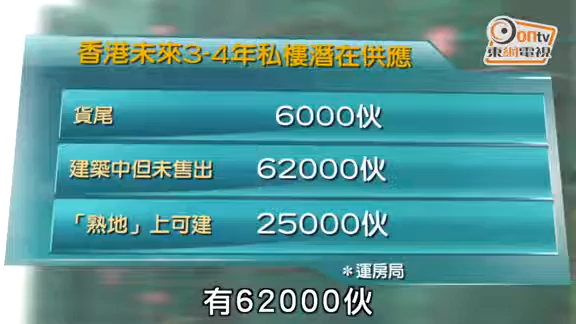 ontv
東網電視
香港未來3-4年私樓潛在供應
貨尾 6000伙
建築中但未售出 62000伙
「熟地」上可建 25000伙
*運房局
有62000伙